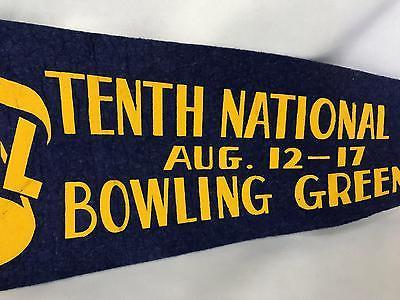 TENTH NATIONAL
AUG. 12-17
BOWLING GREEN